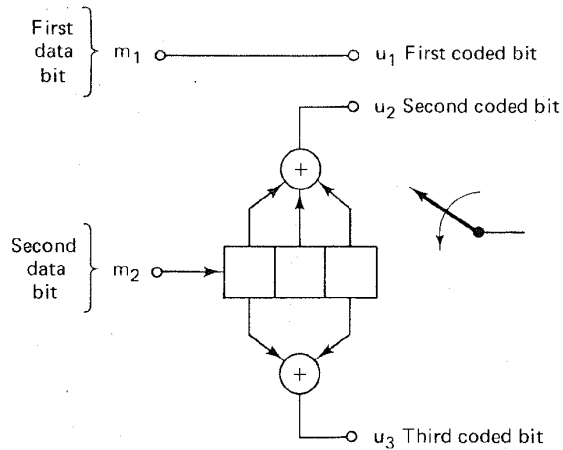 First
data
bit
m1
u1 First coded bit
u2 Second coded bit
+
Second
data
bit
m2
+
u3 Third coded bit